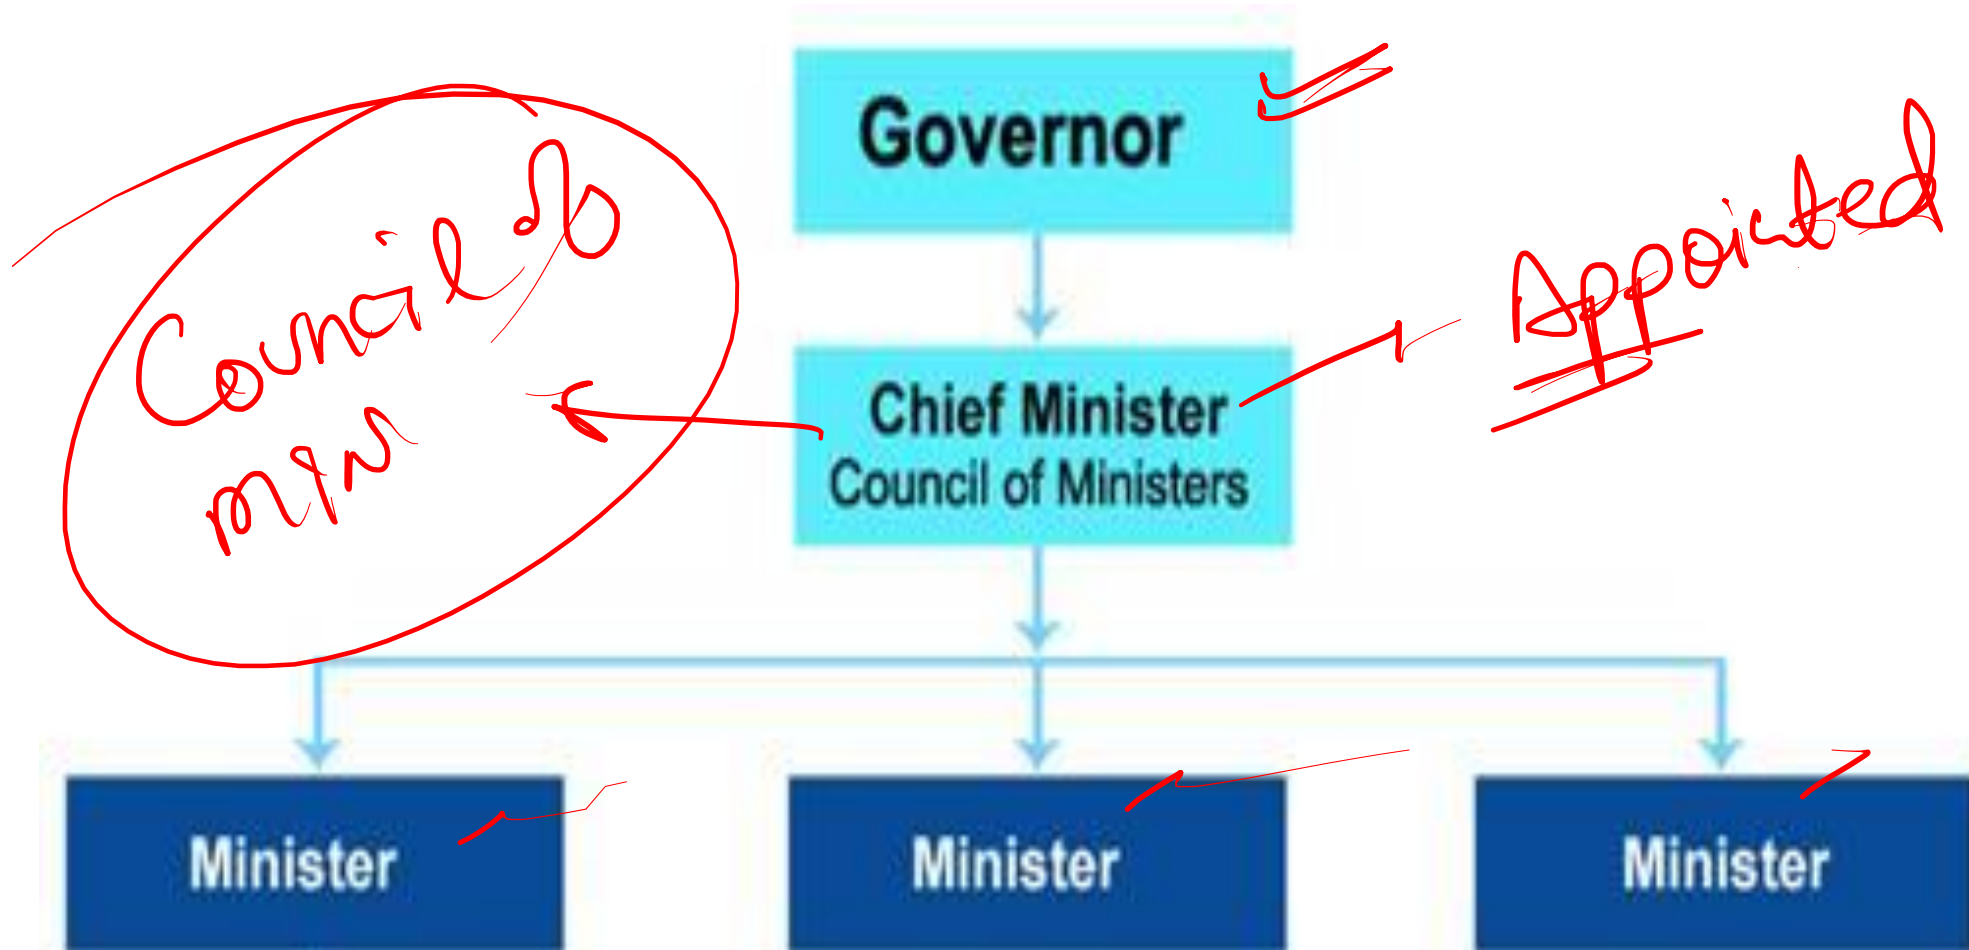 Governor
Appointed
Council of
min
Chief Minister
Council of Ministers
Minister
Minister
Minister